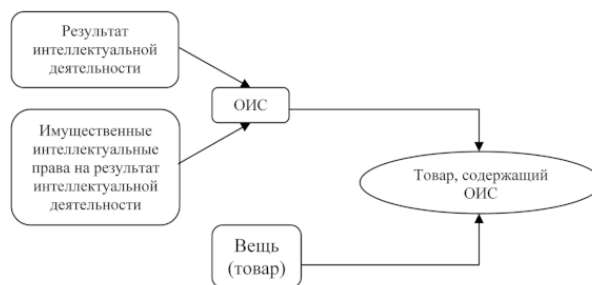 Результат
интеллектуальной
деятельности
Имущественные
интеллектуальные
права на результат
интеллектуальной
деятельности
ОИС
Товар, содержащий
ОИС
Вещь
(товар)